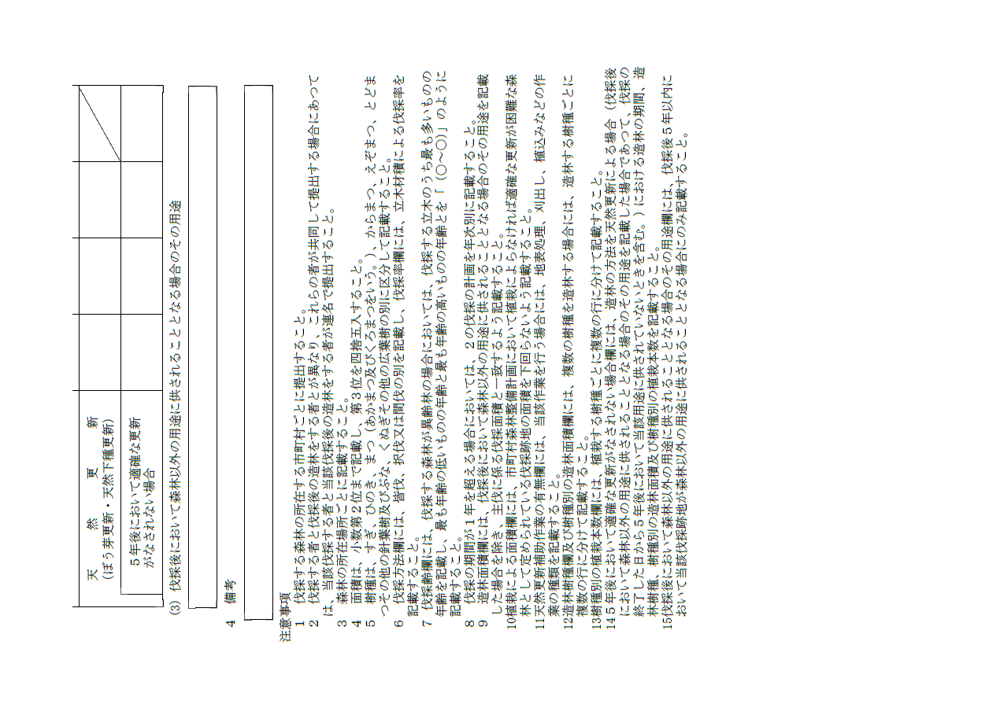 天然更新
(ぼう芽更新・天然下種更新)
５年後において適確な更新
がなされない場合
(3) 伐採後において森林以外の用途に供されることとなる場合のその用途
４　備考
注意事項
１　伐採する森林の所在する市町村ごとに提出すること。
２　伐採する者と伐採後の造林をする者とが異なり、これらの者が共同して提出する場合にあつて
は、当該伐採する者と当該伐採後の造林をする者が連名で提出すること。
３　森林の所在場所ごとに記載すること。
４　面積は、小数第２位まで記載し、第３位を四捨五入すること。
５　樹種は、すぎ、ひのき、まつ（あかまつ及びくろまつをいう。）、からまつ、えぞまつ、とどま
つその他の針葉樹及びぶな、くぬぎその他の広葉樹の別に区分して記載すること。
６　伐採方法欄には、皆伐、択伐又は間伐の別を記載し、伐採率欄には、立木材積による伐採率を
記載すること。
７　伐採齢欄には、伐採する森林が異齢林の場合においては、伐採する立木のうち最も多いものの
年齢を記載し、最も年齢の低いものの年齢と最も年齢の高いものの年齢とを「（○～○）」のように
記載すること。
８　伐採の期間が１年を超える場合においては、２の伐採の計画を年次別に記載すること。
９　造林面積欄には、伐採後において森林以外の用途に供されることとなる場合のその用途を記載
した場合を除き、主伐に係る伐採面積と一致するよう記載すること。
10植栽による面積欄には、市町村森林整備計画において植栽によらなければ適確な更新が困難な森
林として定められている伐採跡地の面積を下回らないよう記載すること。
11天然更新補助作業の有無欄には、当該作業を行う場合には、地表処理、刈出し、植込みなどの作
業の種類を記載すること。
12造林樹種欄及び樹種別の造林面積欄には、複数の樹種を造林する場合には、造林する樹種ごとに
複数の行に分けて記載すること。
13樹種別の植栽本数欄には、植栽する樹種ごとに複数の行に分けて記載すること。
14５年後において適確な更新がなされない場合欄には、造林の方法を天然更新による場合（伐採後
において森林以外の用途に供されることとなる場合のその用途を記載した場合であつて、伐採の
終了した日から５年後において当該用途に供されていないときを含む。）における造林の期間、造
林樹種、樹種別の造林面積及び樹種別の植栽本数を記載すること。
15伐採後において森林以外の用途に供されることとなる場合のその用途欄には、伐採後５年以内に
おいて当該伐採跡地が森林以外の用途に供されることとなる場合にのみ記載すること。